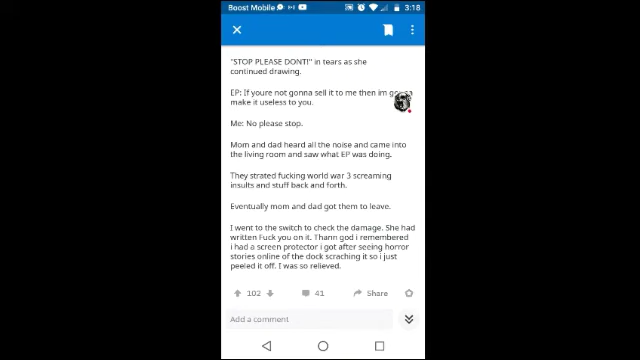 Boost Mobile 3:18
"STOP PLEASE DONT!" in tears as she
continued drawing.
EP: If youre not gonna sell it to me then im
make it useless to you.
Me: No please stop.
Mom and dad heard all the noise and came into
the living room and saw what EP was doing.
They strated fucking world war 3 screaming
insults and stuff back and forth.
Eventually mom and dad got them to leave.
I went to the switch to check the damage. She had
written Fuck you on it. Thann god i remembered
i had a screen protector i got after seeing horror
stories online of the dock scraching it so i just
peeled it off. I was so relieved.
102 41 Share
Add a comment